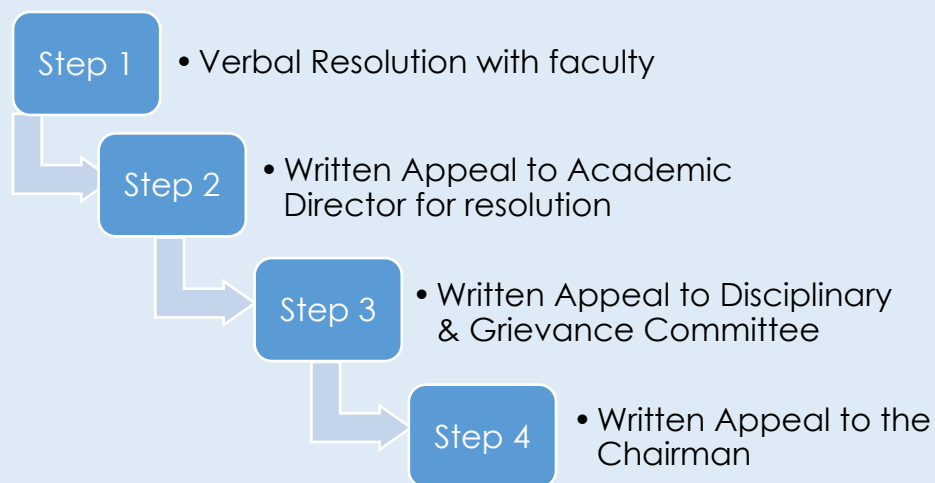 Step 1
• Verbal Resolution with faculty
Step 2
• Written Appeal to Academic
Director for resolution
Step 3
• Written Appeal to Disciplinary
& Grievance Committee
Step 4
• Written Appeal to the
Chairman